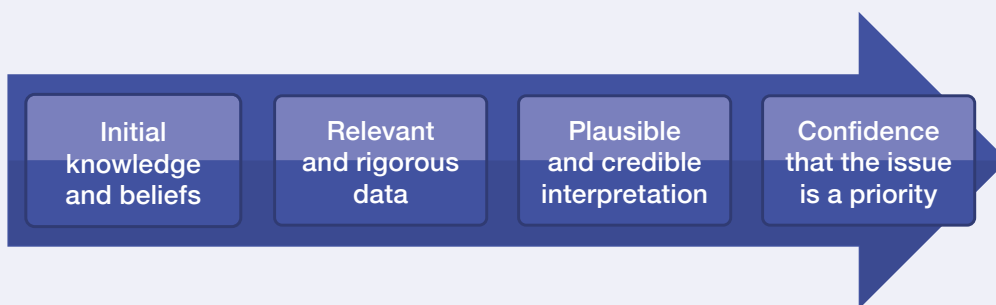 Initial
knowledge
and beliefs
Relevant
and rigorous
data
Plausible
and credible
interpretation
Confidence
that the issue
is a priority